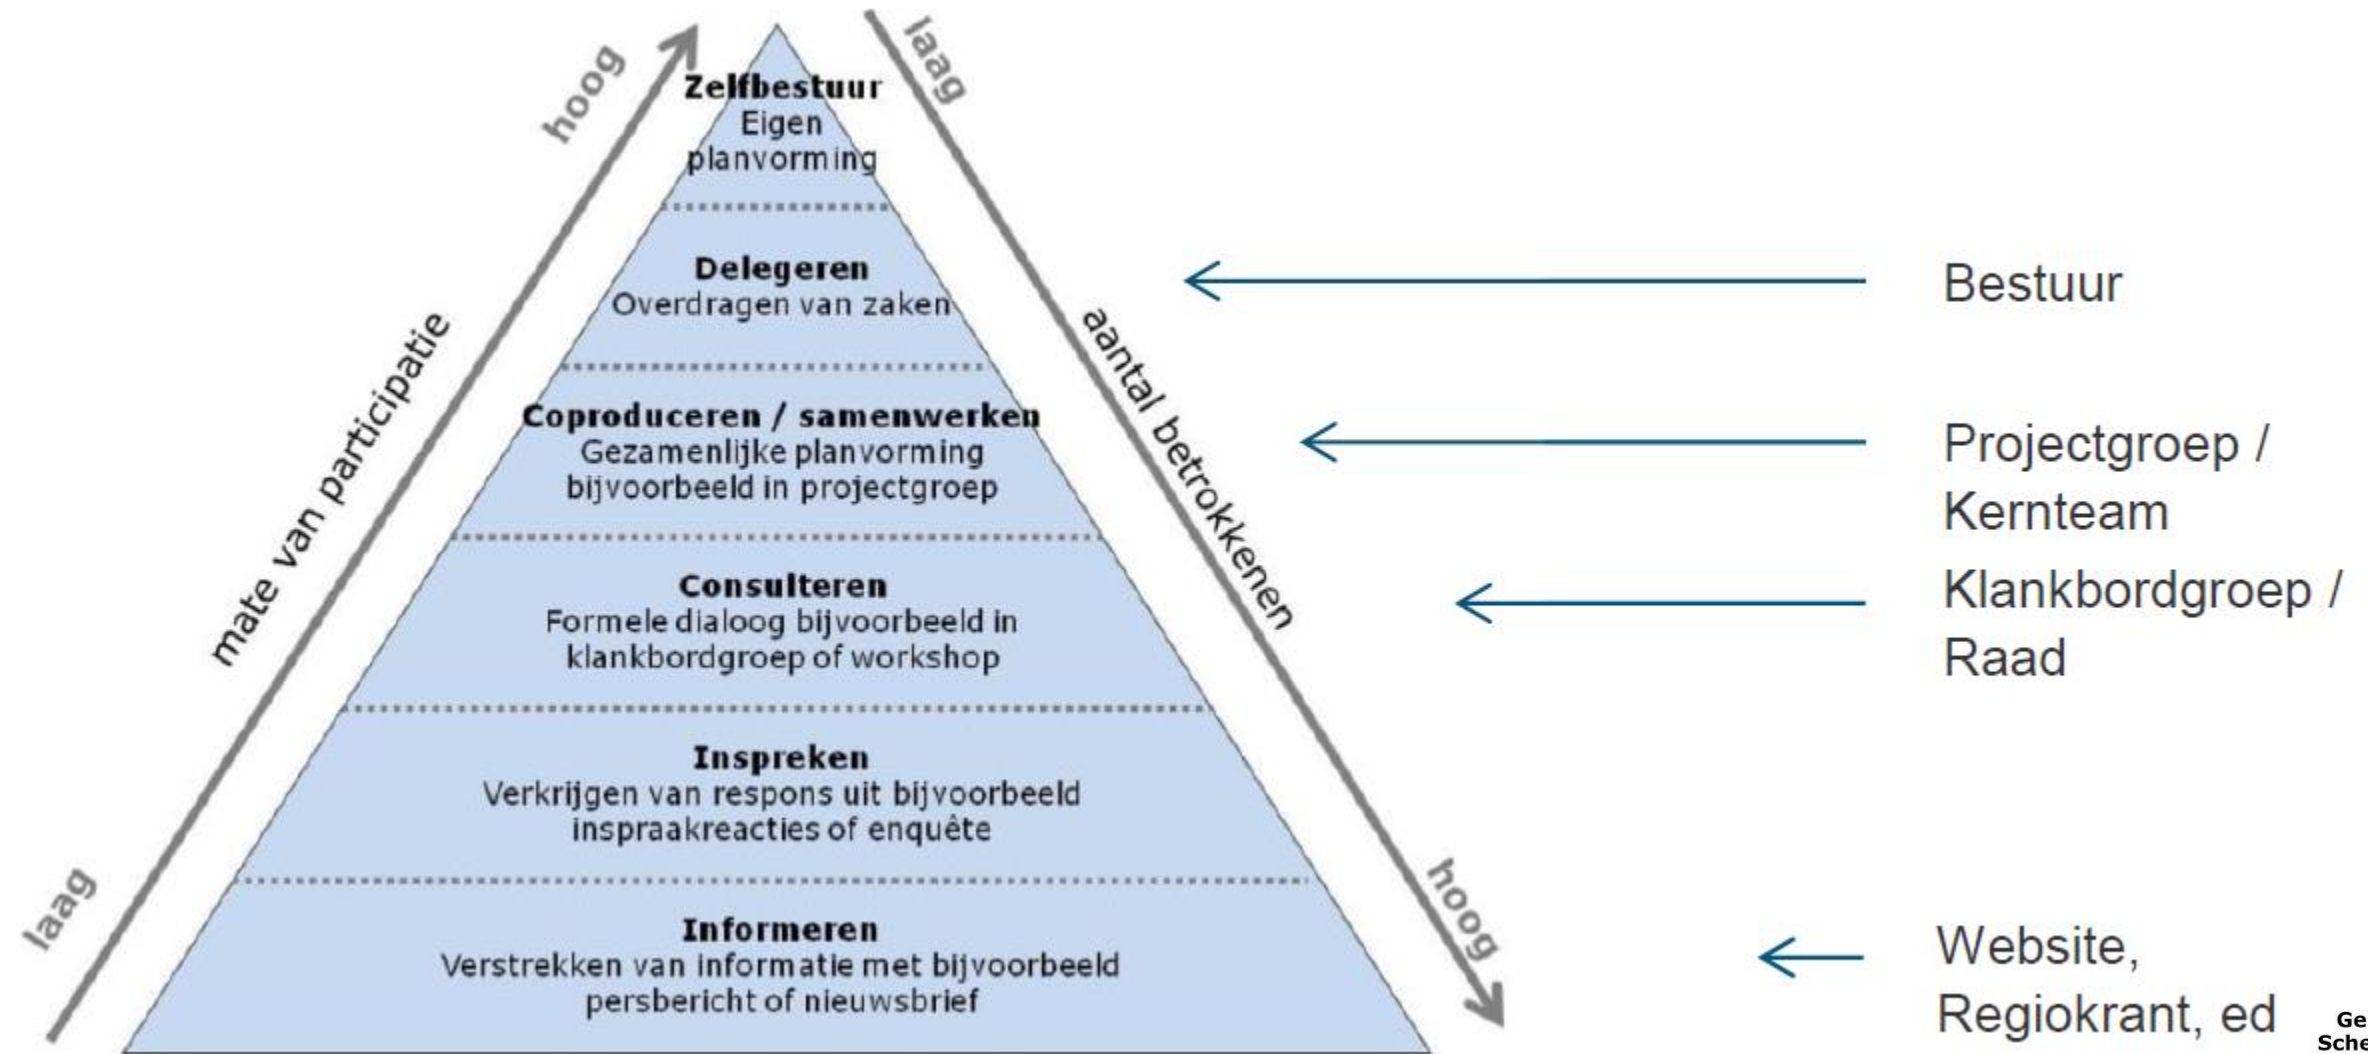 hoog
laag
Zelfbestuur
Eigen
planvorming
Delegeren
Overdragen van zaken
Coproduceren / samenwerken
Gezamenlijke planvorming
bijvoorbeeld in projectgroep
Consulteren
Formele dialoog bijvoorbeeld in
klankbordgroep of workshop
Inspreken
Verkrijgen van respons uit bijvoorbeeld
inspraakreacties of enquête
Informeren
Verstrekken van informatie met bijvoorbeeld
persbericht of nieuwsbrief
mate van participatie
laag
aantal betrokkenen
hoog
Bestuur
Projectgroep /
Kernteam
Klankbordgroep /
Raad
Website,
Regiokrant, ed